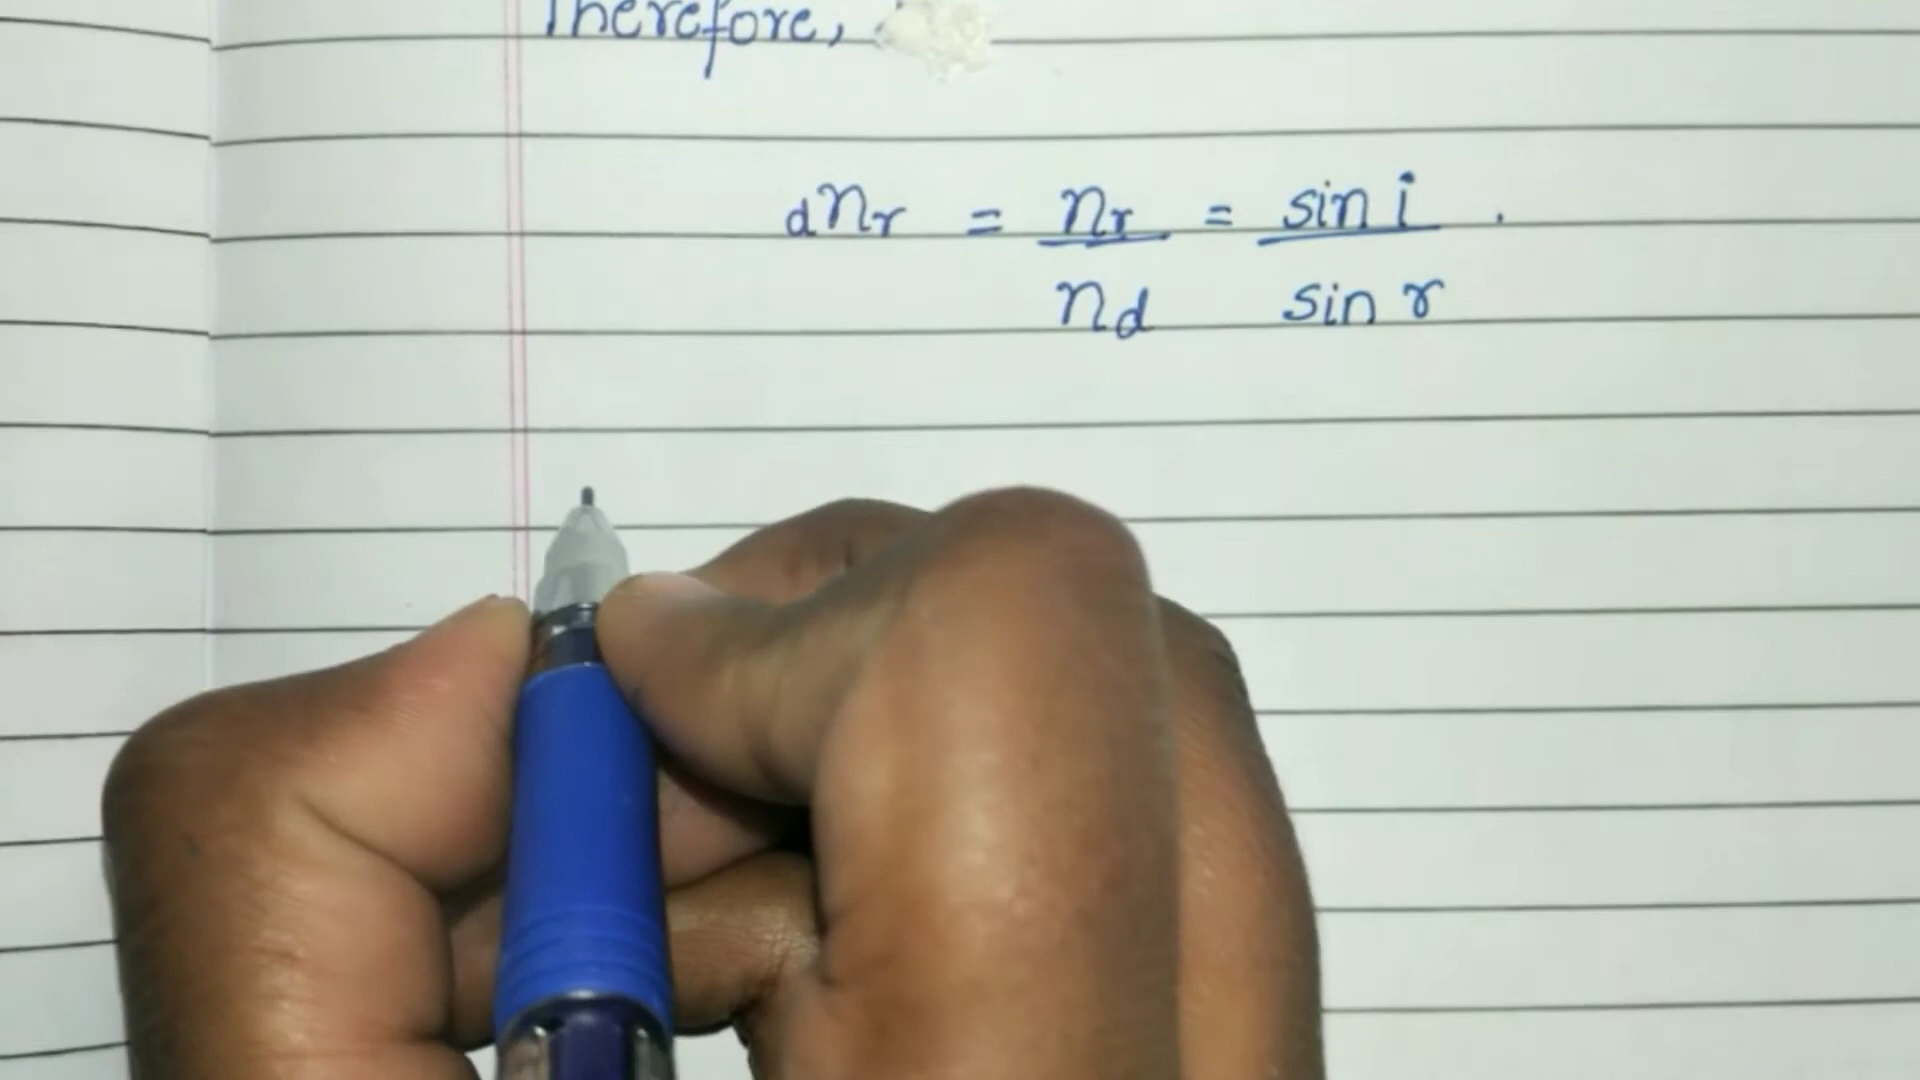 Therefore,
dnr = nr = sin i .
nd sin r